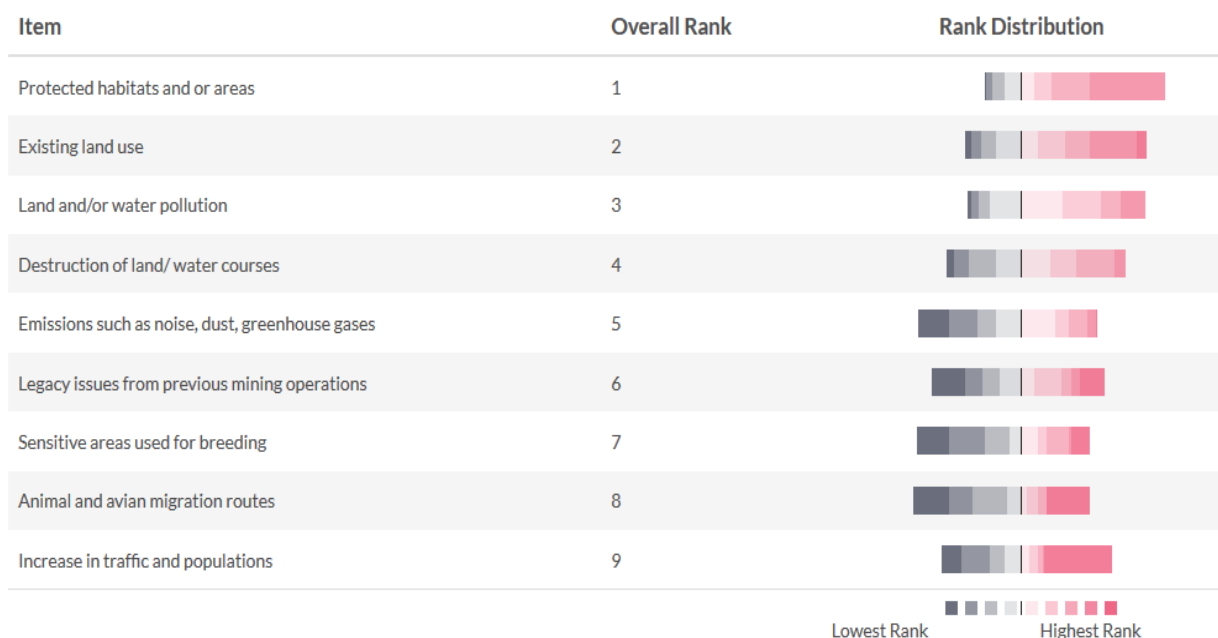 Item Overall Rank Rank Distribution
Protected habitats and or areas 1
Existing land use 2
Land and/or water pollution 3
Destruction of land/ water courses 4
Emissions such as noise, dust, greenhouse gases 5
Legacy issues from previous mining operations 6
Sensitive areas used for breeding 7
Animal and avian migration routes 8
Increase in traffic and populations 9
Lowest Rank Highest Rank